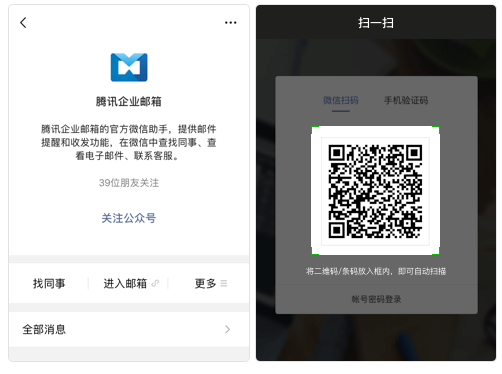 腾讯企业邮箱
腾讯企业邮箱的官方微信助手，提供邮件
提醒和收发功能，在微信中查找同事、查
看电子邮件、联系客服。
39位朋友关注
关注公众号
找同事
进入邮箱
更多
全部消息
扫一扫
微信扫码
手机验证码
将二维码/条码放入框内，即可自动扫描
帐号密码登录